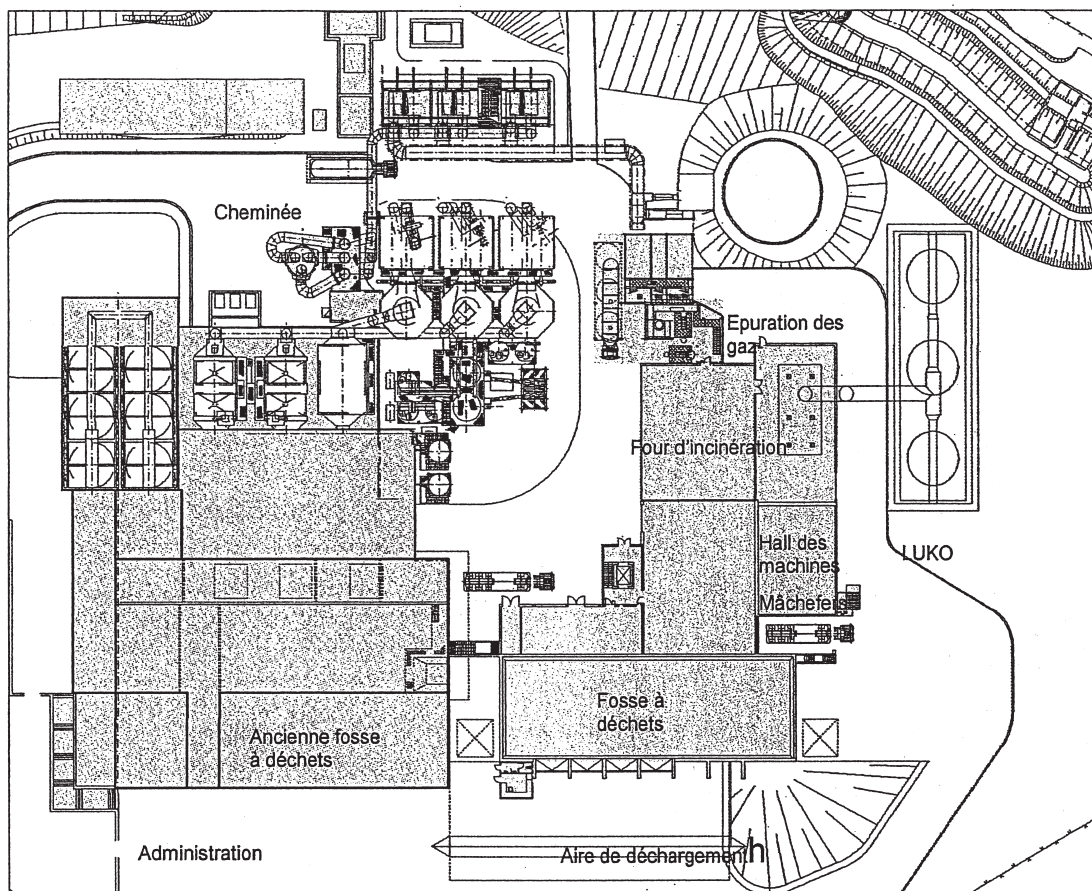 Cheminée
Epuration des
gaz
Four d'incinération
Hall des
machines
LUKO
Mâchefers
Fosse à
déchets
Ancienne fosse
à déchets
Administration
Aire de déchargement
h